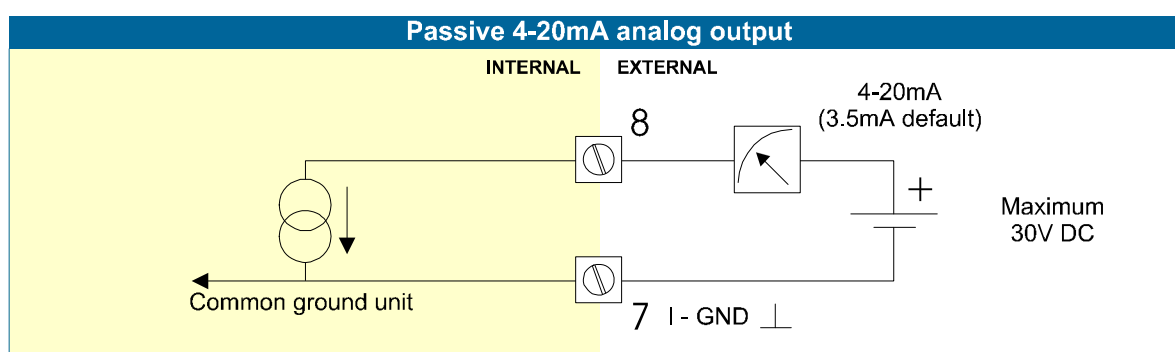 Passive 4-20mA analog output
INTERNAL EXTERNAL
4-20mA
(3.5mA default)
8
+
Maximum
30V DC
Common ground unit
7 I - GND ⊥